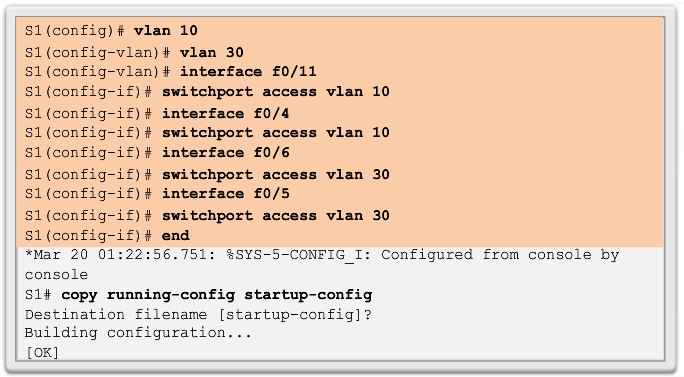 S1(config)# vlan 10
S1(config-vlan)# vlan 30
S1(config-vlan)# interface f0/11
S1(config-if)# switchport access vlan 10
S1(config-if)# interface f0/4
S1(config-if)# switchport access vlan 10
S1(config-if)# interface f0/6
S1(config-if)# switchport access vlan 30
S1(config-if)# interface f0/5
S1(config-if)# switchport access vlan 30
S1(config-if)# end
*Mar 20 01:22:56.751: %SYS-5-CONFIG_I: Configured from console by
console
S1# copy running-config startup-config
Destination filename [startup-config]?
Building configuration...
[OK]